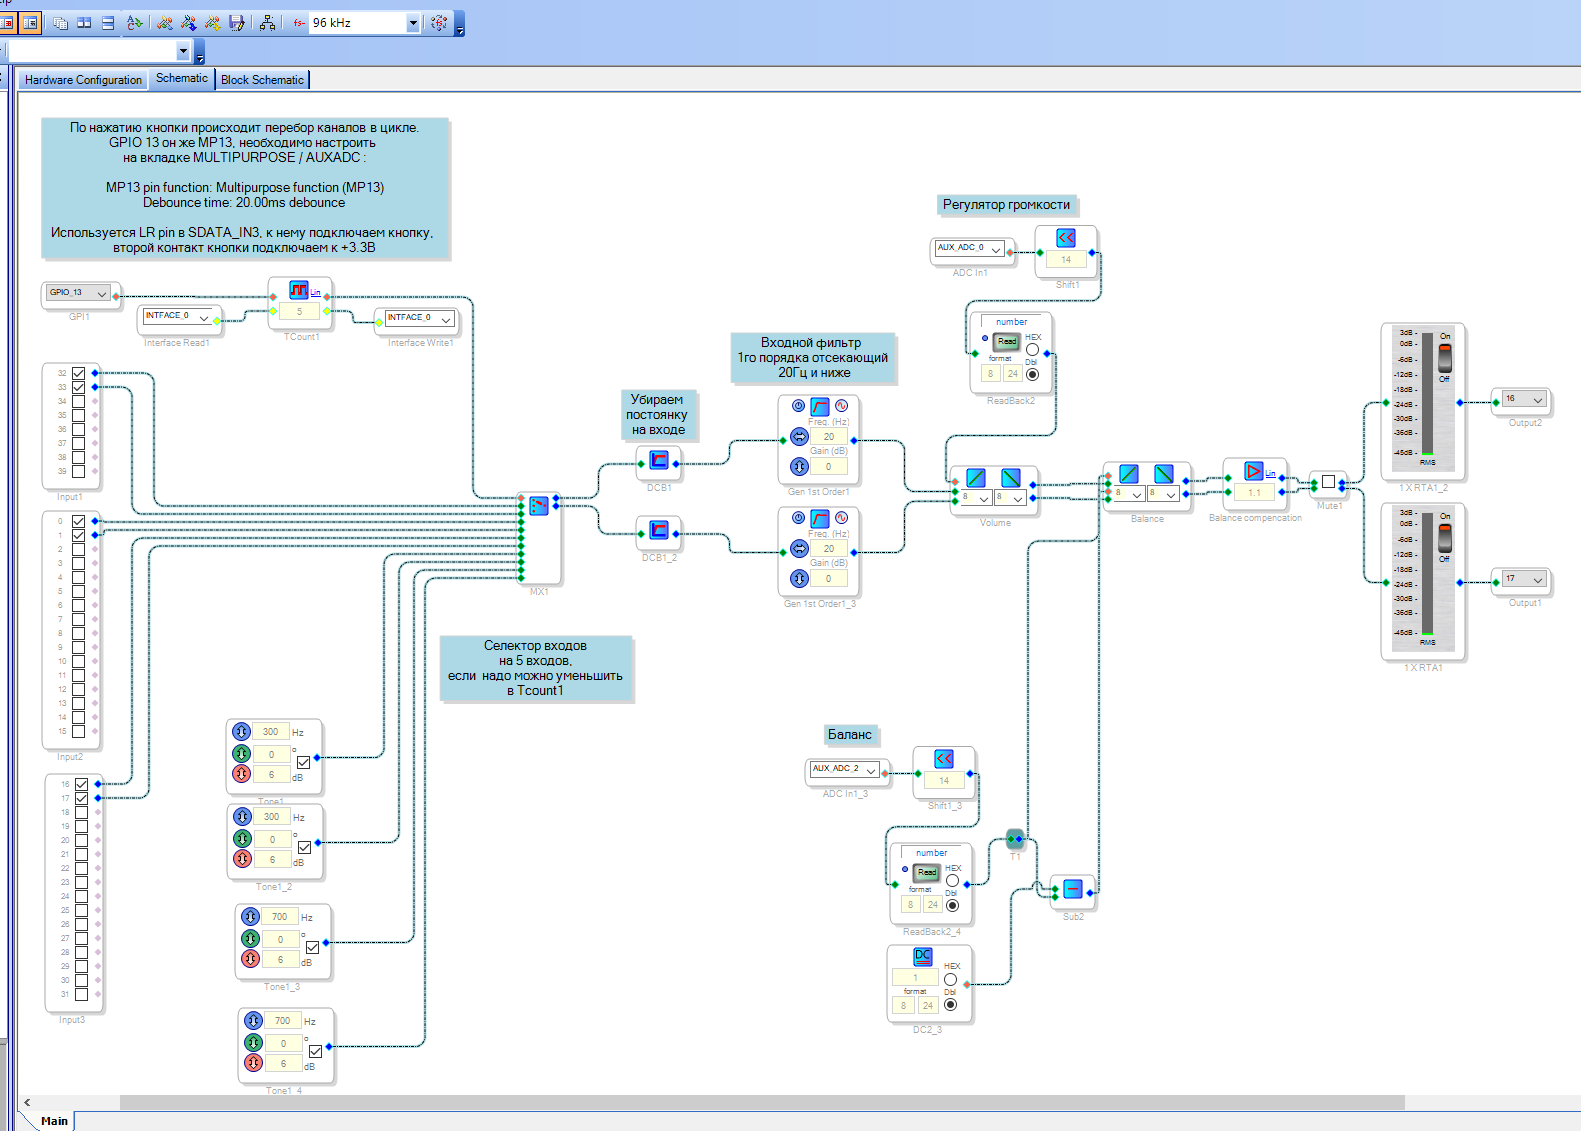 96 kHz
Hardware Configuration
Schematic
Block Schematic
По нажатию кнопки происходит перебор каналов в цикле.
GPIO 13 он же MP13, необходимо настроить
на вкладке MULTIPURPOSE / AUXADC :
MP13 pin function: Multipurpose function (MP13)
Debounce time: 20.00ms debounce
Используется LR pin в SDATA_IN3, к нему подключаем кнопку,
второй контакт кнопки подключаем к +3.3В
GPIO_13
GPI1
INTFACE_0
Interface Read1
Lin
5
TCount1
INTFACE_0
Interface Write1
32
33
34
35
36
37
38
39
Input1
0
1
2
3
4
5
6
7
8
9
10
11
12
13
14
15
Input2
16
17
18
19
20
21
22
23
24
25
26
27
28
29
30
31
Input3
300 Hz
0 °
6 dB
Tone1
300 Hz
0 °
6 dB
Tone1_2
700 Hz
0 °
6 dB
Tone1_3
700 Hz
0 °
6 dB
Tone1_4
MX1
Селектор входов
на 5 входов,
если надо можно уменьшить
в Tcount1
Убираем
постоянку
на входе
DCB1
DCB1_2
Входной фильтр
1го порядка отсекающий
20Гц и ниже
Freq. (Hz)
20
Gain (dB)
0
Gen 1st Order1
Freq. (Hz)
20
Gain (dB)
0
Gen 1st Order1_3
Регулятор громкости
AUX_ADC_0
ADC In1
14
Shift1
number
Read
HEX
format
Dbl
8 24
ReadBack2
8 8
Volume
8 8
Balance
Lin
1.1
Balance compensation
Mute1
3dB
0dB
-6dB
-12dB
-18dB
-24dB
-30dB
-36dB
-45dB
RMS
On
Off
1 X RTA1_2
16
Output2
3dB
0dB
-6dB
-12dB
-18dB
-24dB
-30dB
-36dB
-45dB
RMS
On
Off
1 X RTA1
17
Output1
Баланс
AUX_ADC_2
ADC In1_3
14
Shift1_3
number
Read
HEX
format
Dbl
8 24
ReadBack2_4
T1
Sub2
DC
1
HEX
format
Dbl
8 24
DC2_3
Main